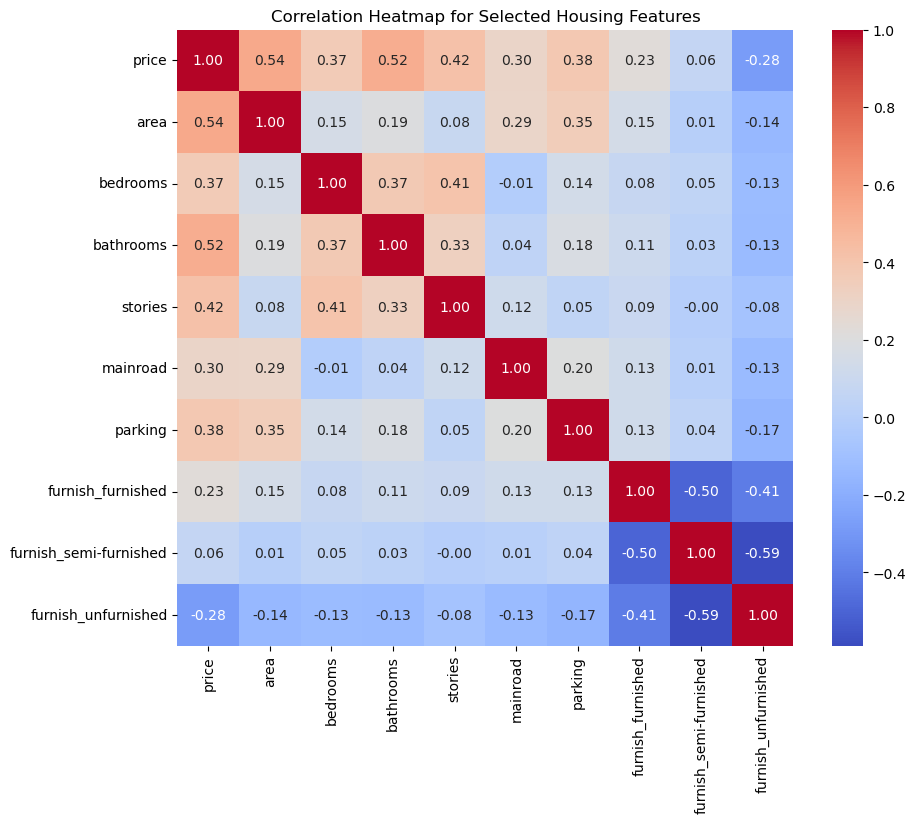 Correlation Heatmap for Selected Housing Features
price 1.00 0.54 0.37 0.52 0.42 0.30 0.38 0.23 0.06 -0.28
area 0.54 1.00 0.15 0.19 0.08 0.29 0.35 0.15 0.01 -0.14
bedrooms 0.37 0.15 1.00 0.37 0.41 -0.01 0.14 0.08 0.05 -0.13
bathrooms 0.52 0.19 0.37 1.00 0.33 0.04 0.18 0.11 0.03 -0.13
stories 0.42 0.08 0.41 0.33 1.00 0.12 0.05 0.09 -0.00 -0.08
mainroad 0.30 0.29 -0.01 0.04 0.12 1.00 0.20 0.13 0.01 -0.13
parking 0.38 0.35 0.14 0.18 0.05 0.20 1.00 0.13 0.04 -0.17
furnish_furnished 0.23 0.15 0.08 0.11 0.09 0.13 0.13 1.00 -0.50 -0.41
furnish_semi-furnished 0.06 0.01 0.05 0.03 -0.00 0.01 0.04 -0.50 1.00 -0.59
furnish_unfurnished -0.28 -0.14 -0.13 -0.13 -0.08 -0.13 -0.17 -0.41 -0.59 1.00
price
area
bedrooms
bathrooms
stories
mainroad
parking
furnish_furnished
furnish_semi-furnished
furnish_unfurnished
1.0
0.8
0.6
0.4
0.2
0.0
−0.2
−0.4